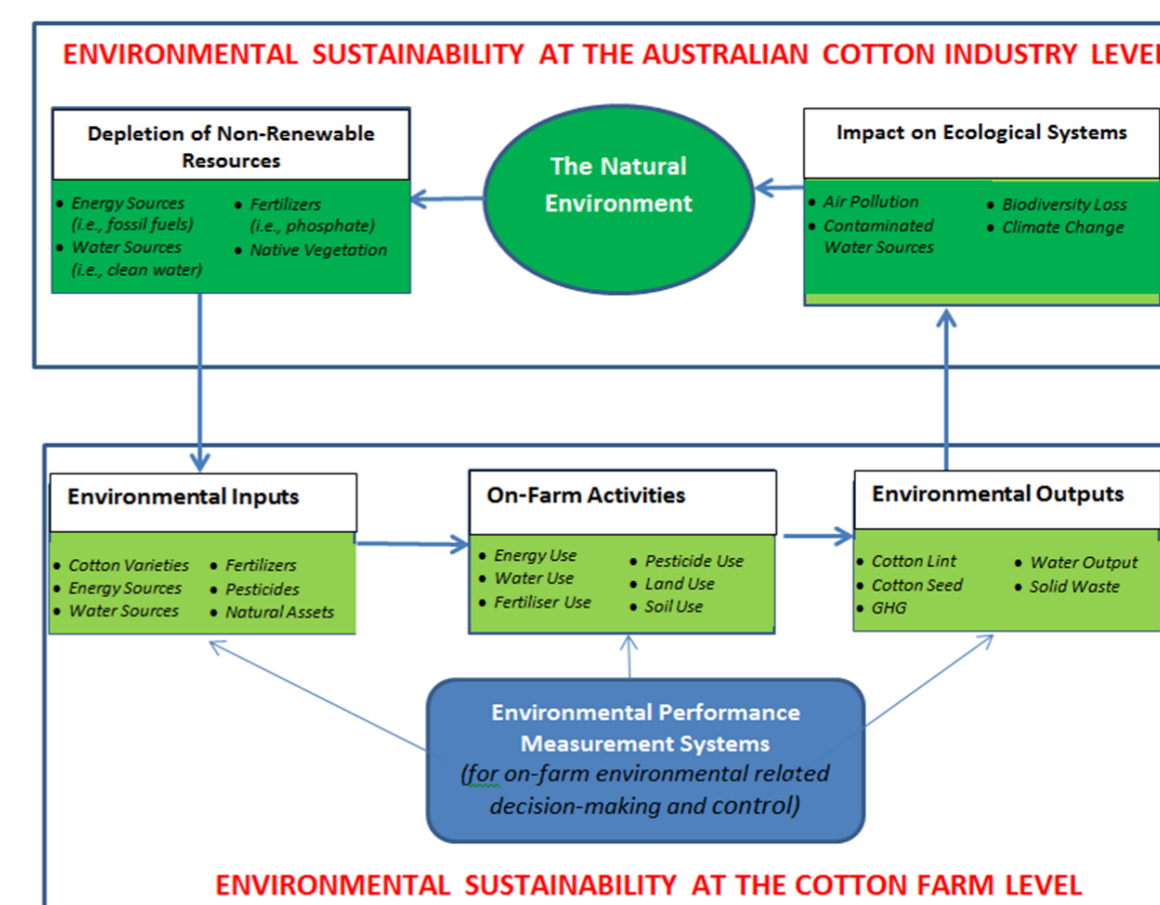 ENVIRONMENTAL SUSTAINABILITY AT THE AUSTRALIAN COTTON INDUSTRY LEVEL
Depletion of Non-Renewable
Resources
• Energy Sources
(i.e., fossil fuels)
• Water Sources
(i.e., clean water)
• Fertilizers
(i.e., phosphate)
• Native Vegetation
The Natural
Environment
Impact on Ecological Systems
• Air Pollution
• Contaminated
Water Sources
• Biodiversity Loss
• Climate Change
Environmental Inputs
• Cotton Varieties
• Energy Sources
• Water Sources
• Fertilizers
• Pesticides
• Natural Assets
On-Farm Activities
• Energy Use
• Water Use
• Fertiliser Use
• Pesticide Use
• Land Use
• Soil Use
Environmental Outputs
• Cotton Lint
• Cotton Seed
• GHG
• Water Output
• Solid Waste
Environmental Performance
Measurement Systems
(for on-farm environmental related
decision-making and control)
ENVIRONMENTAL SUSTAINABILITY AT THE COTTON FARM LEVEL